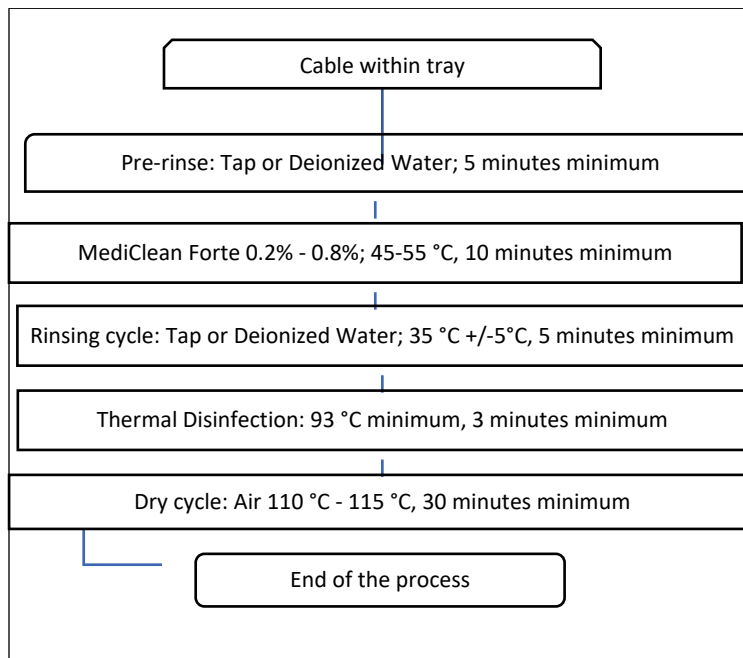 Cable within tray
Pre-rinse: Tap or Deionized Water; 5 minutes minimum
MediClean Forte 0.2% - 0.8%; 45-55 °C, 10 minutes minimum
Rinsing cycle: Tap or Deionized Water; 35 °C +/-5°C, 5 minutes minimum
Thermal Disinfection: 93 °C minimum, 3 minutes minimum
Dry cycle: Air 110 °C - 115 °C, 30 minutes minimum
End of the process